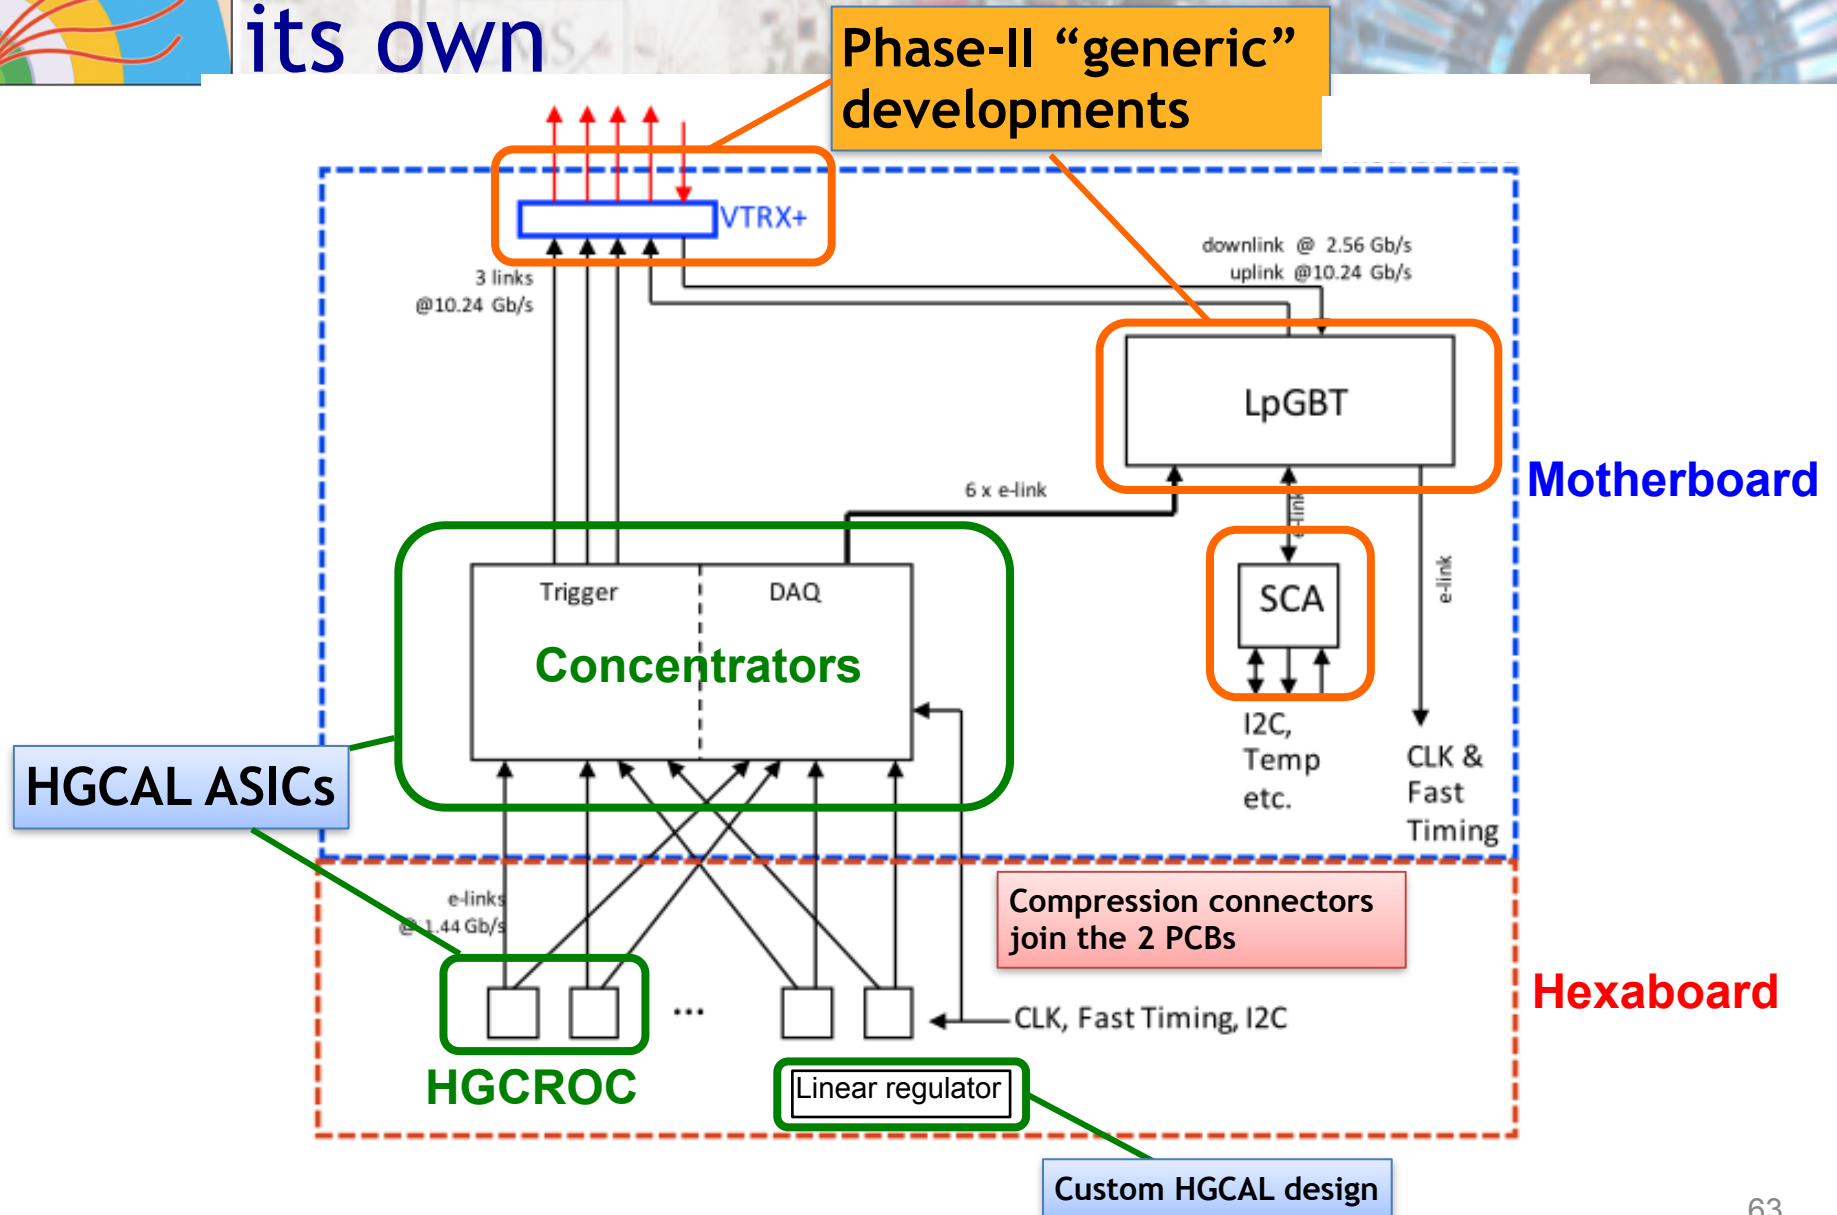 its own
Phase-II “generic”
developments
VTRX+
downlink @ 2.56 Gb/s
uplink @10.24 Gb/s
3 links
@10.24 Gb/s
LpGBT
Motherboard
6 x e-link
e-link
Trigger
DAQ
SCA
Concentrators
I2C,
Temp
etc.
CLK &
Fast
Timing
HGCAL ASICs
e-links
@ 1.44 Gb/s
Compression connectors
join the 2 PCBs
Hexaboard
...
CLK, Fast Timing, I2C
HGCROC
Linear regulator
Custom HGCAL design
63